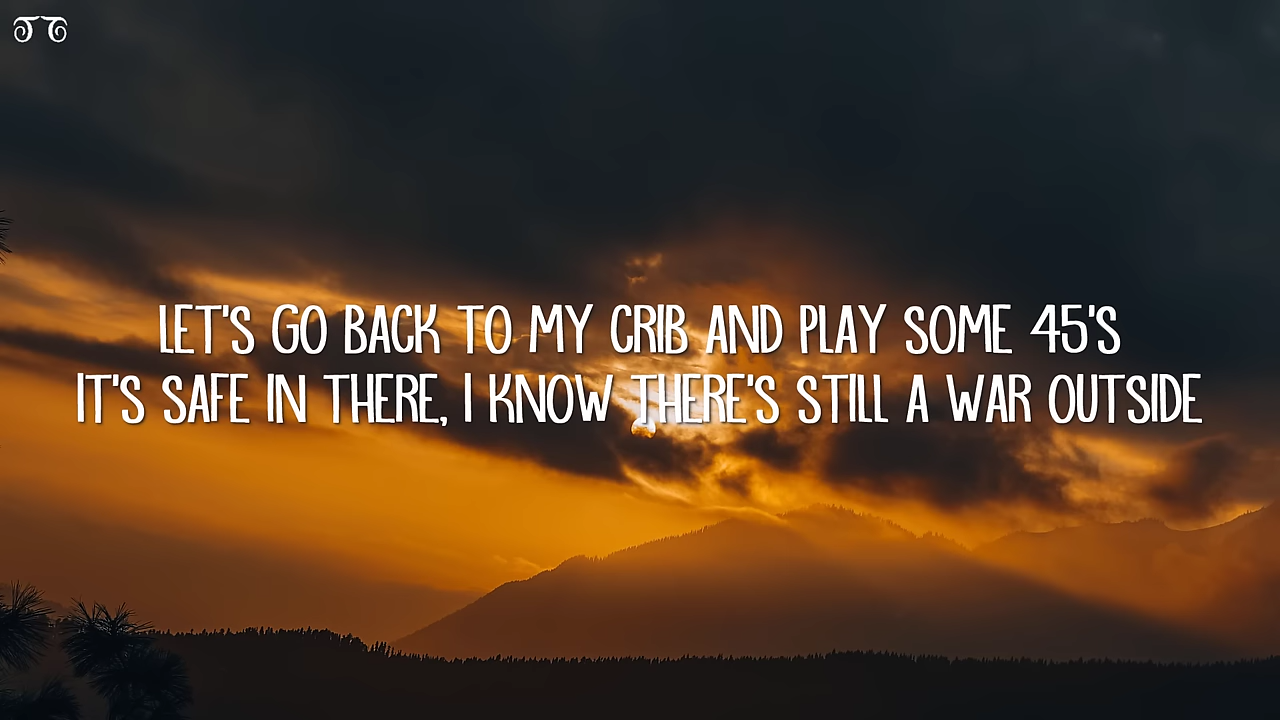 LET'S GO BACK TO MY CRIB AND PLAY SOME 45'S
IT'S SAFE IN THERE, I KNOW THERE'S STILL A WAR OUTSIDE